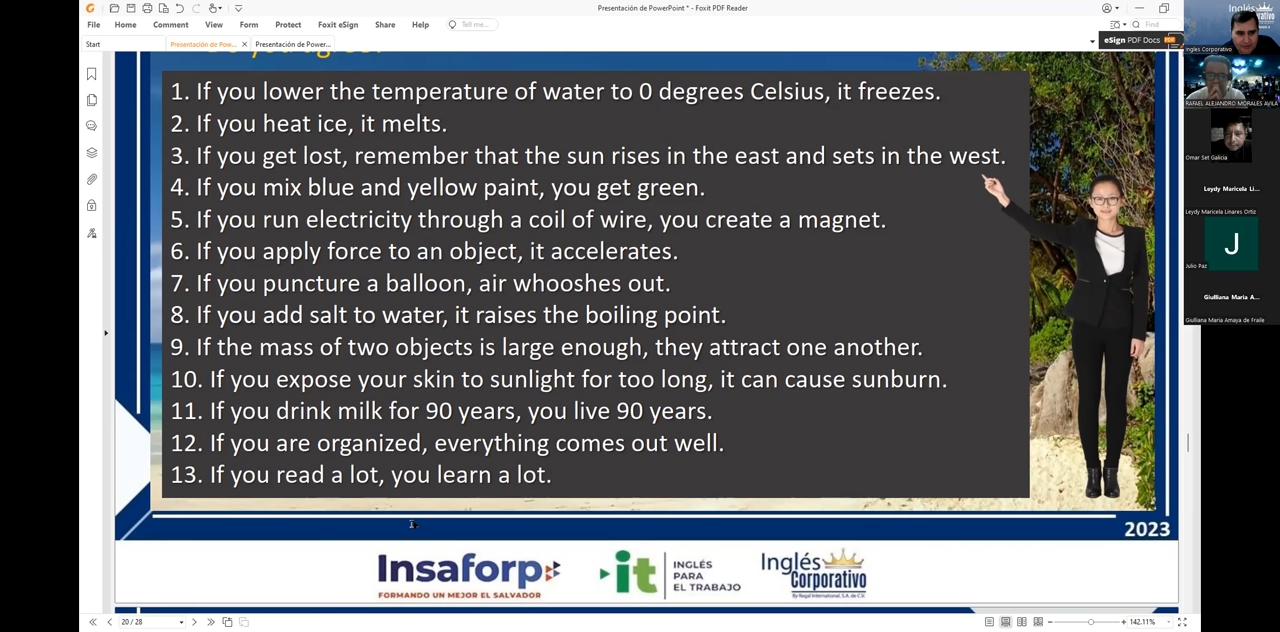 Presentación de PowerPoint * - Foxit PDF Reader
File Home Comment View Form Protect Foxit eSign Share Help Tell me... Find
Start Presentación de Pow... Presentación de Power... eSign PDF Docs
1. If you lower the temperature of water to 0 degrees Celsius, it freezes.
2. If you heat ice, it melts.
3. If you get lost, remember that the sun rises in the east and sets in the west.
4. If you mix blue and yellow paint, you get green.
5. If you run electricity through a coil of wire, you create a magnet.
6. If you apply force to an object, it accelerates.
7. If you puncture a balloon, air whooshes out.
8. If you add salt to water, it raises the boiling point.
9. If the mass of two objects is large enough, they attract one another.
10. If you expose your skin to sunlight for too long, it can cause sunburn.
11. If you drink milk for 90 years, you live 90 years.
12. If you are organized, everything comes out well.
13. If you read a lot, you learn a lot.
2023
Insaforp
FORMANDO UN MEJOR EL SALVADOR
it
INGLÉS
PARA
EL TRABAJO
Inglés
Corporativo
By Regal International, S.A. de C.V.
20 / 28
142.11%
Inglés
Corporativo
Ingles Corporativo
RAFAEL ALEJANDRO MORALES AVILA
Omar Set Galicia
Leydy Maricela Li...
Leydy Maricela Linares Ortiz
J
Julio Paz
Giulliana Maria A...
Giulliana Maria Amaya de Fraile